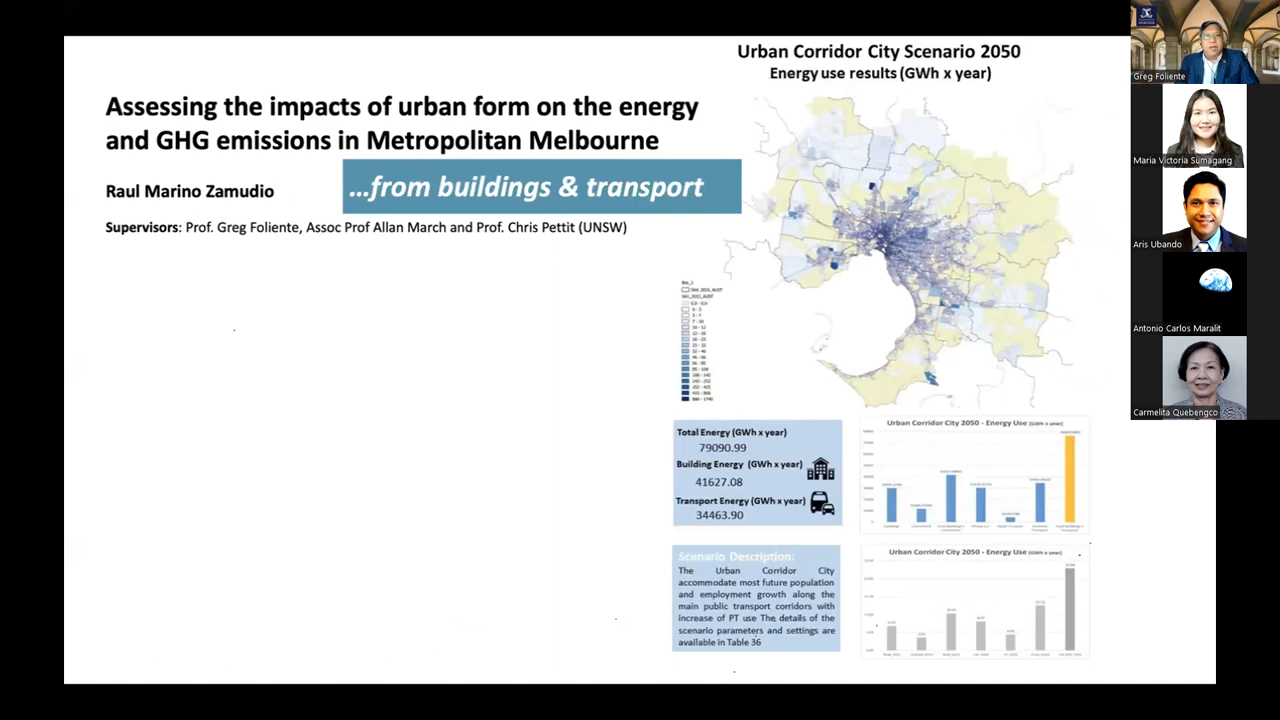 Assessing the impacts of urban form on the energy
and GHG emissions in Metropolitan Melbourne
…from buildings & transport
Raul Marino Zamudio
Supervisors: Prof. Greg Foliente, Assoc Prof Allan March and Prof. Chris Pettit (UNSW)
Urban Corridor City Scenario 2050
Energy use results (GWh x year)
Total Energy (GWh x year)
79090.99
Building Energy (GWh x year)
41627.08
Transport Energy (GWh x year)
34463.90
Urban Corridor City 2050 - Energy Use (GWh x year)
Scenario Description:
The Urban Corridor City
accommodate most future population
and employment growth along the
main public transport corridors with
increase of PT use The details of the
scenario parameters and settings are
available in Table 36
Urban Corridor City 2050 - Energy Use (GWh x year)
Greg Foliente
Maria Victoria Sumagang
Aris Ubando
Antonio Carlos Maralit
Carmelita Quebengco